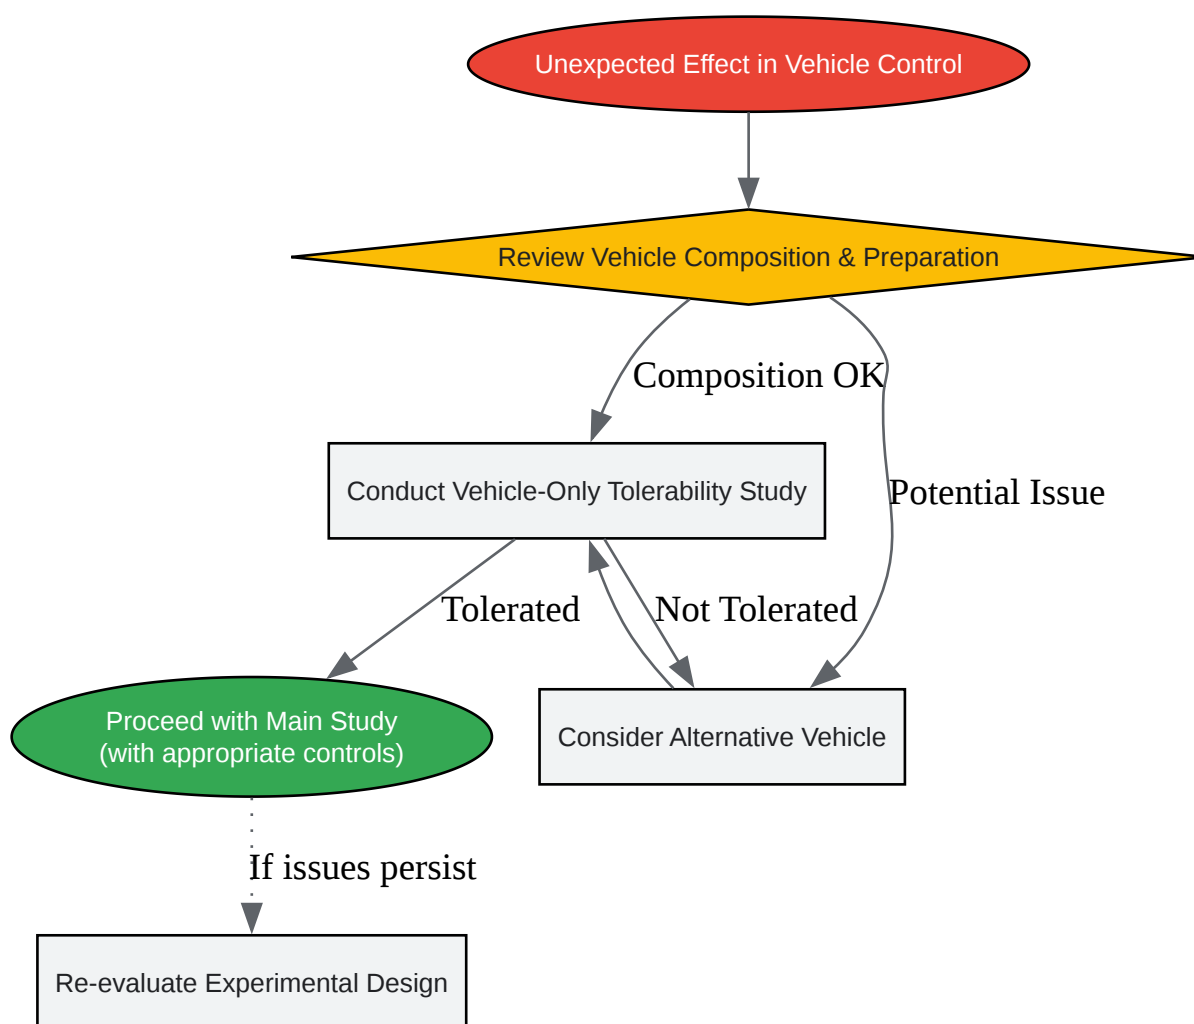 Unexpected Effect in Vehicle Control
Review Vehicle Composition & Preparation
Composition OK
Conduct Vehicle-Only Tolerability Study
Potential Issue
Tolerated
Not Tolerated
Proceed with Main Study
(with appropriate controls)
Consider Alternative Vehicle
If issues persist
Re-evaluate Experimental Design